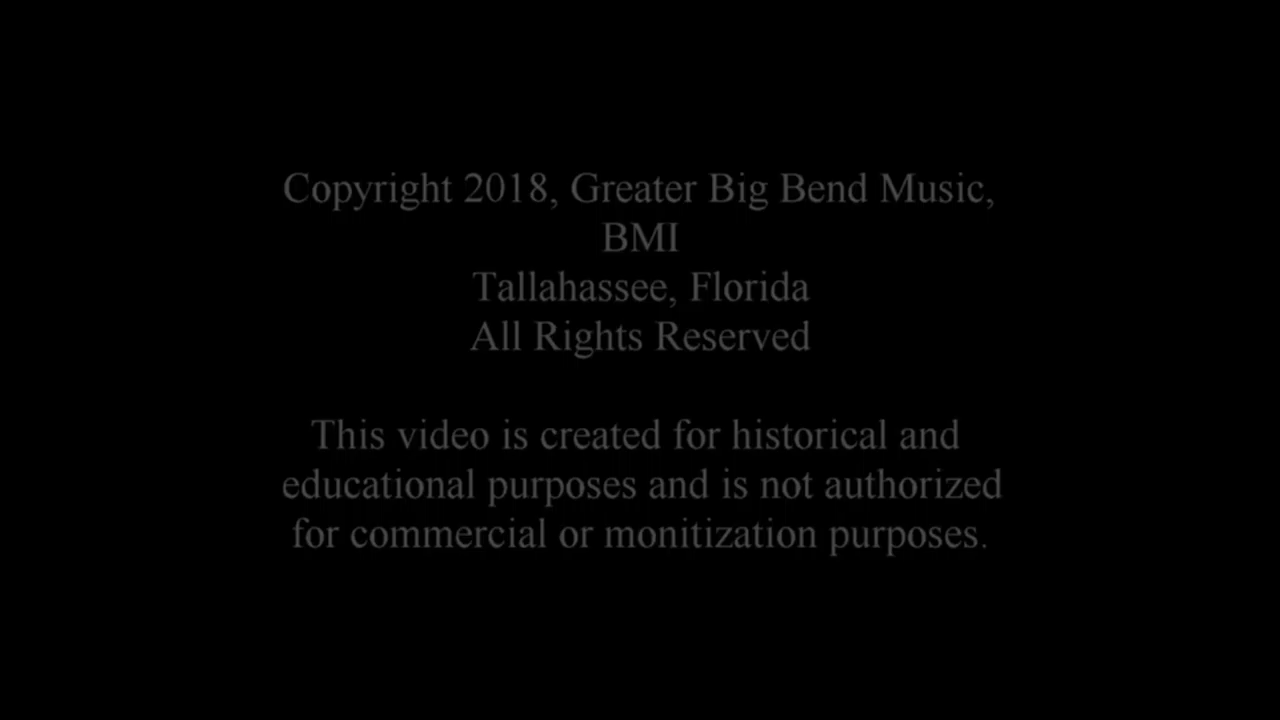 Copyright 2018, Greater Big Bend Music,
BMI
Tallahassee, Florida
All Rights Reserved
This video is created for historical and
educational purposes and is not authorized
for commercial or monitization purposes.